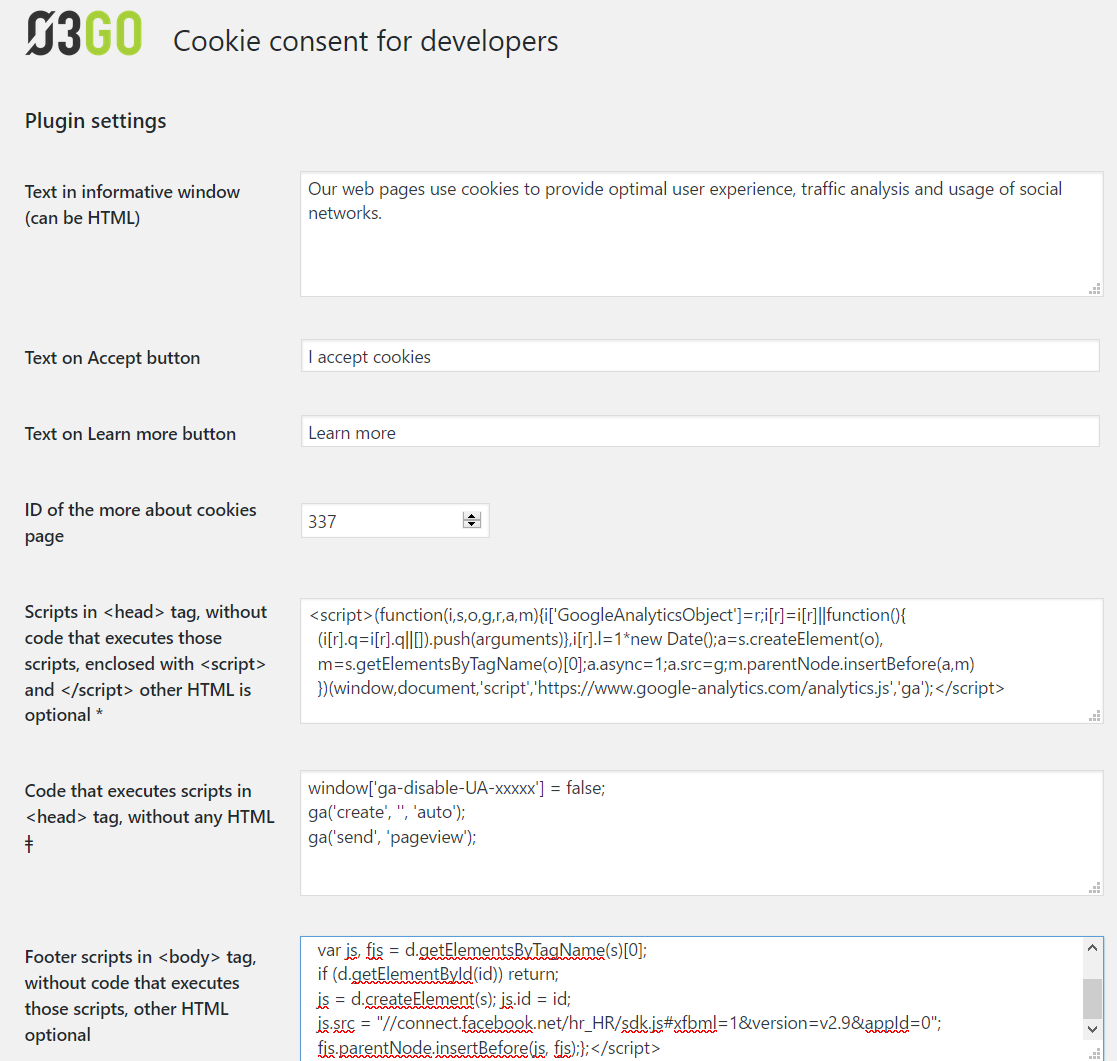 Ø3GO
Cookie consent for developers
Plugin settings
Text in informative window
(can be HTML)
Our web pages use cookies to provide optimal user experience, traffic analysis and usage of social
networks.
Text on Accept button
I accept cookies
Text on Learn more button
Learn more
ID of the more about cookies
page
337
Scripts in <head> tag, without
code that executes those
scripts, enclosed with <script>
and </script> other HTML is
optional *
<script>(function(i,s,o,g,r,a,m){i['GoogleAnalyticsObject']=r;i[r]=i[r]||function(){
(i[r].q=i[r].q||[]).push(arguments)},i[r].l=1*new Date();a=s.createElement(o),
m=s.getElementsByTagName(o)[0];a.async=1;a.src=g;m.parentNode.insertBefore(a,m)
})(window,document,'script','https://www.google-analytics.com/analytics.js','ga');</script>
Code that executes scripts in
<head> tag, without any HTML
ǂ
window['ga-disable-UA-xxxxx'] = false;
ga('create', '', 'auto');
ga('send', 'pageview');
Footer scripts in <body> tag,
without code that executes
those scripts, other HTML
optional
var js, fjs = d.getElementsByTagName(s)[0];
if (d.getElementById(id)) return;
js = d.createElement(s); js.id = id;
js.src = "//connect.facebook.net/hr_HR/sdk.js#xfbml=1&version=v2.9&appId=0";
fjs.parentNode.insertBefore(js, fjs);};</script>